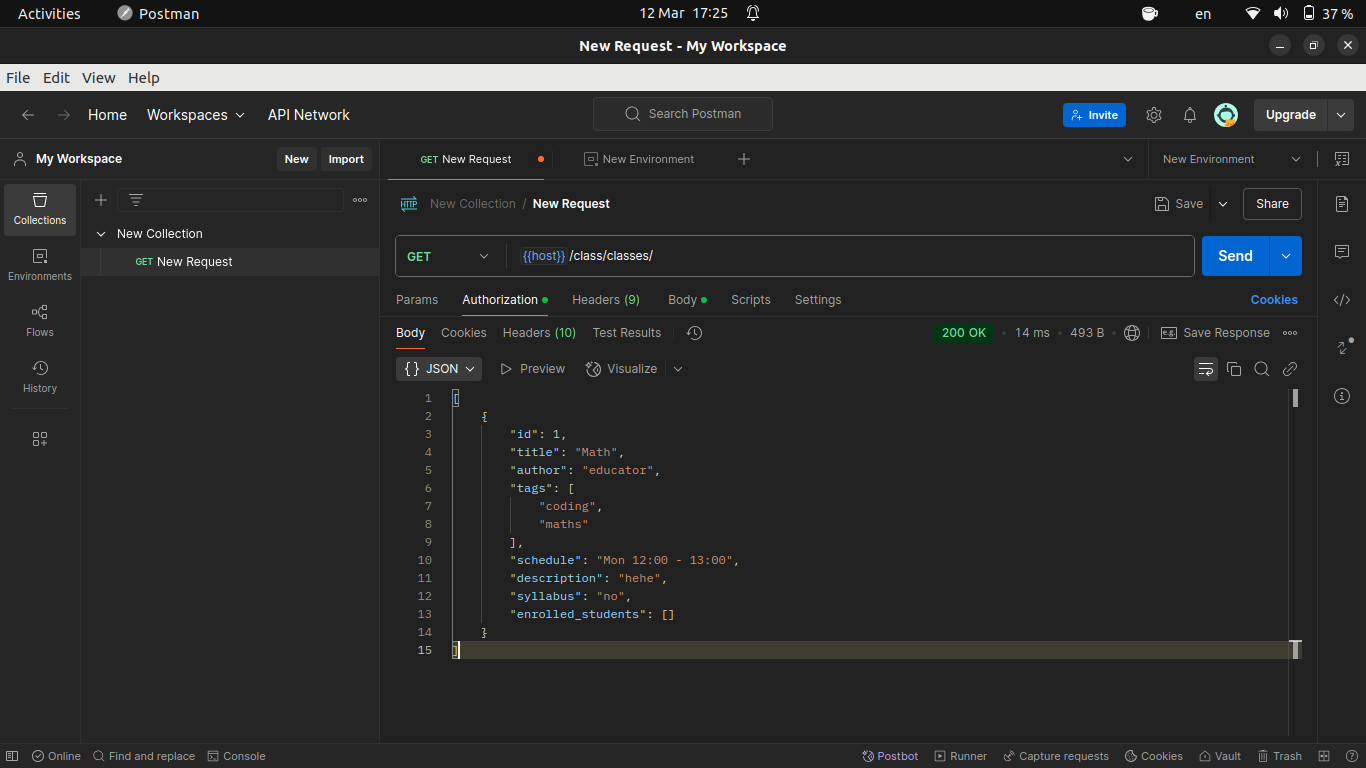 Activities Postman 12 Mar 17:25 en 37 %
New Request - My Workspace
File Edit View Help
Home Workspaces API Network Search Postman Invite Upgrade
My Workspace New Import GET New Request New Environment New Environment
Collections
Environments
Flows
History
New Collection
GET New Request
HTTP New Collection / New Request Save Share
GET {{host}} /class/classes/ Send
Params Authorization Headers (9) Body Scripts Settings Cookies
Body Cookies Headers (10) Test Results 200 OK 14 ms 493 B e.g. Save Response
{} JSON Preview Visualize
1 [
2 {
3 "id": 1,
4 "title": "Math",
5 "author": "educator",
6 "tags": [
7 "coding",
8 "maths"
9 ],
10 "schedule": "Mon 12:00 - 13:00",
11 "description": "hehe",
12 "syllabus": "no",
13 "enrolled_students": []
14 }
15 ]
Online Find and replace Console Postbot Runner Capture requests Cookies Vault Trash